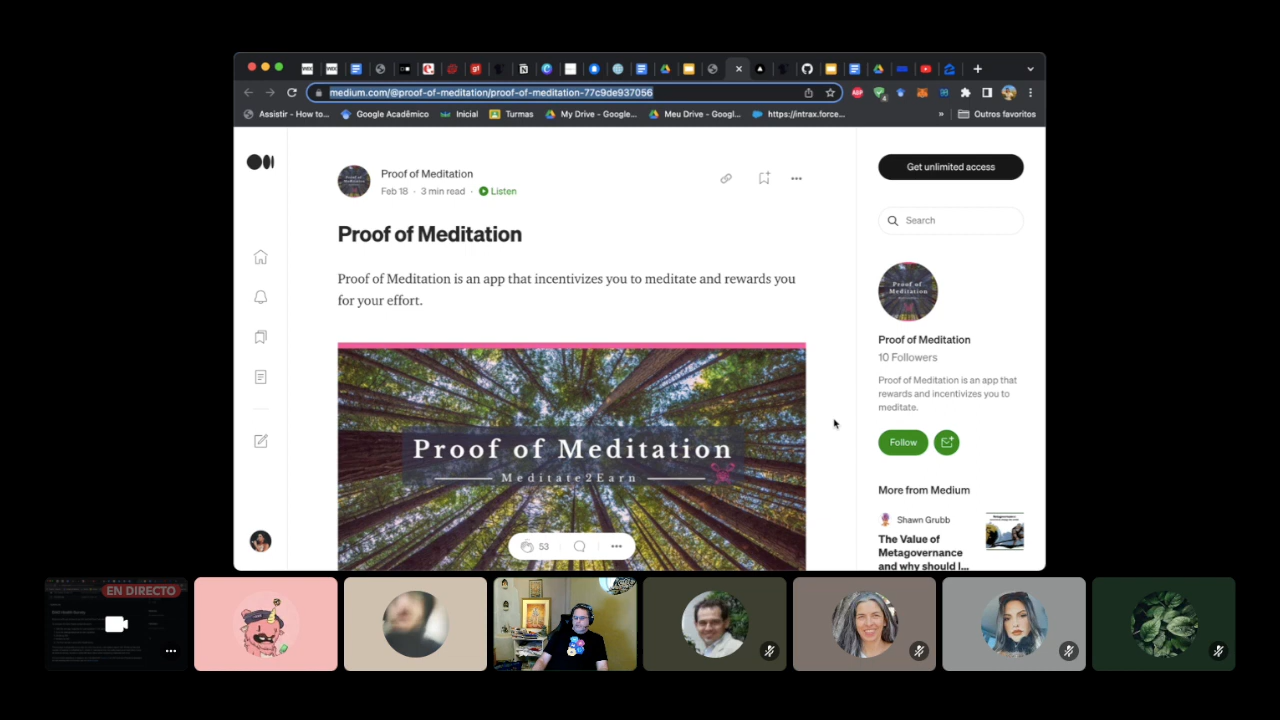 medium.com/@proof-of-meditation/proof-of-meditation-77c9de937056
Assistir - How to...
Google Acadêmico
Inicial
Turmas
My Drive - Google...
Meu Drive - Googl...
https://intrax.force...
»
Outros favoritos
Proof of Meditation
Feb 18 · 3 min read · Listen
Proof of Meditation
Proof of Meditation is an app that incentivizes you to meditate and rewards you
for your effort.
Proof of Meditation
Meditate2Earn
53
Get unlimited access
Search
Proof of
Meditation
Proof of Meditation
10 Followers
Proof of Meditation is an app that
rewards and incentivizes you to
meditate.
Follow
More from Medium
Shawn Grubb
The Value of
Metagovernance
and why should I...
EN DIRECTO